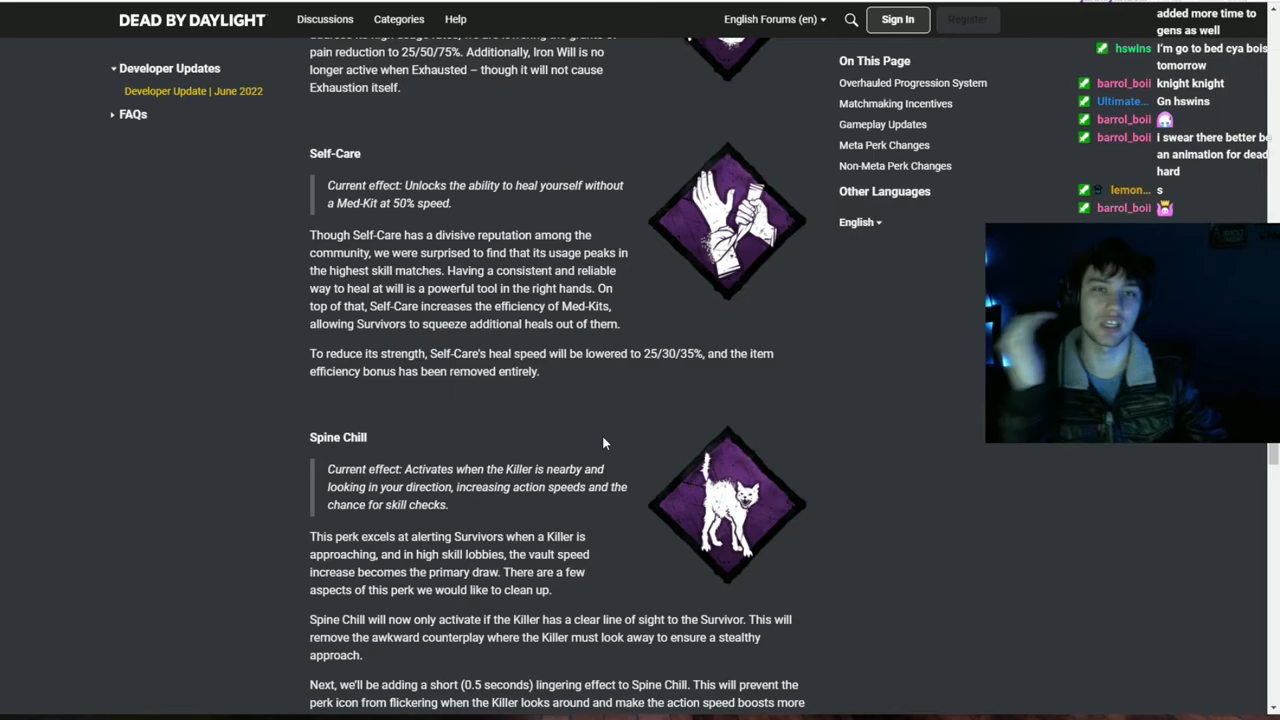 DEAD BY DAYLIGHT
Discussions
Categories
Help
English Forums (en)
Sign In
Register
Developer Updates
Developer Update | June 2022
FAQs
pain reduction to 25/50/75%. Additionally, Iron Will is no
longer active when Exhausted – though it will not cause
Exhaustion itself.
Self-Care
Current effect: Unlocks the ability to heal yourself without
a Med-Kit at 50% speed.
Though Self-Care has a divisive reputation among the
community, we were surprised to find that its usage peaks in
the highest skill matches. Having a consistent and reliable
way to heal at will is a powerful tool in the right hands. On
top of that, Self-Care increases the efficiency of Med-Kits,
allowing Survivors to squeeze additional heals out of them.
To reduce its strength, Self-Care's heal speed will be lowered to 25/30/35%, and the item
efficiency bonus has been removed entirely.
Spine Chill
Current effect: Activates when the Killer is nearby and
looking in your direction, increasing action speeds and the
chance for skill checks.
This perk excels at alerting Survivors when a Killer is
approaching, and in high skill lobbies, the vault speed
increase becomes the primary draw. There are a few
aspects of this perk we would like to clean up.
Spine Chill will now only activate if the Killer has a clear line of sight to the Survivor. This will
remove the awkward counterplay where the Killer must look away to ensure a stealthy
approach.
Next, we'll be adding a short (0.5 seconds) lingering effect to Spine Chill. This will prevent the
perk icon from flickering when the Killer looks around and make the action speed boosts more
On This Page
Overhauled Progression System
Matchmaking Incentives
Gameplay Updates
Meta Perk Changes
Non-Meta Perk Changes
Other Languages
English
added more time to
gens as well
hswins I'm go to bed cya bois
tomorrow
barrol_boii knight knight
Ultimate... Gn hswins
barrol_boii
barrol_boii i swear there better be
an animation for dead
hard
lemon... s
barrol_boii